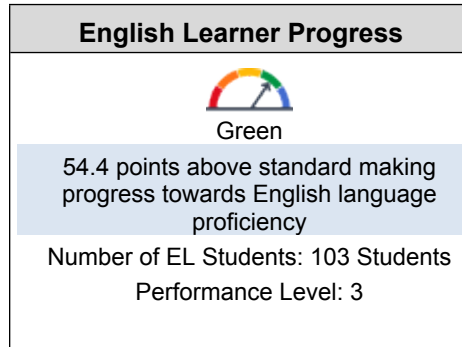 English Learner Progress
Green
54.4 points above standard making
progress towards English language
proficiency
Number of EL Students: 103 Students
Performance Level: 3